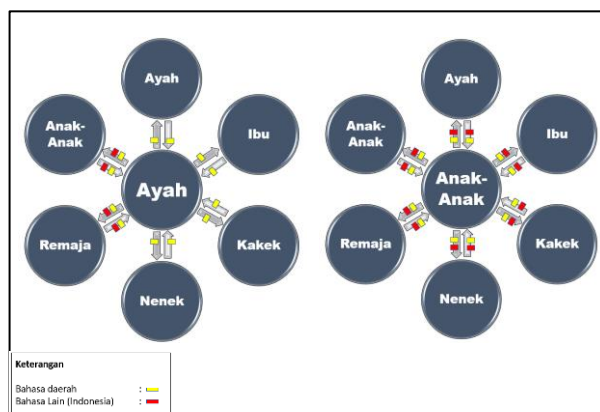 Ayah
Anak-
Anak
Ibu
Ayah
Remaja
Kakek
Nenek
Ayah
Anak-
Anak
Ibu
Anak-
Anak
Remaja
Kakek
Nenek
Keterangan
Bahasa daerah :
Bahasa Lain (Indonesia) :